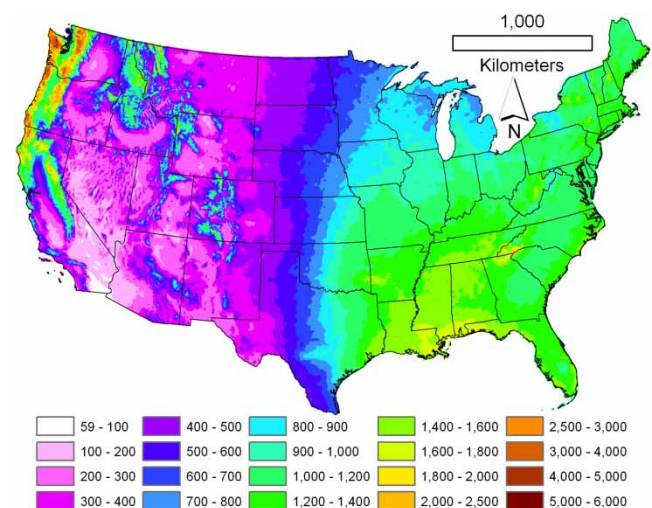 1,000
Kilometers
N
59 - 100 400 - 500 800 - 900 1,400 - 1,600 2,500 - 3,000
100 - 200 500 - 600 900 - 1,000 1,600 - 1,800 3,000 - 4,000
200 - 300 600 - 700 1,000 - 1,200 1,800 - 2,000 4,000 - 5,000
300 - 400 700 - 800 1,200 - 1,400 2,000 - 2,500 5,000 - 6,000